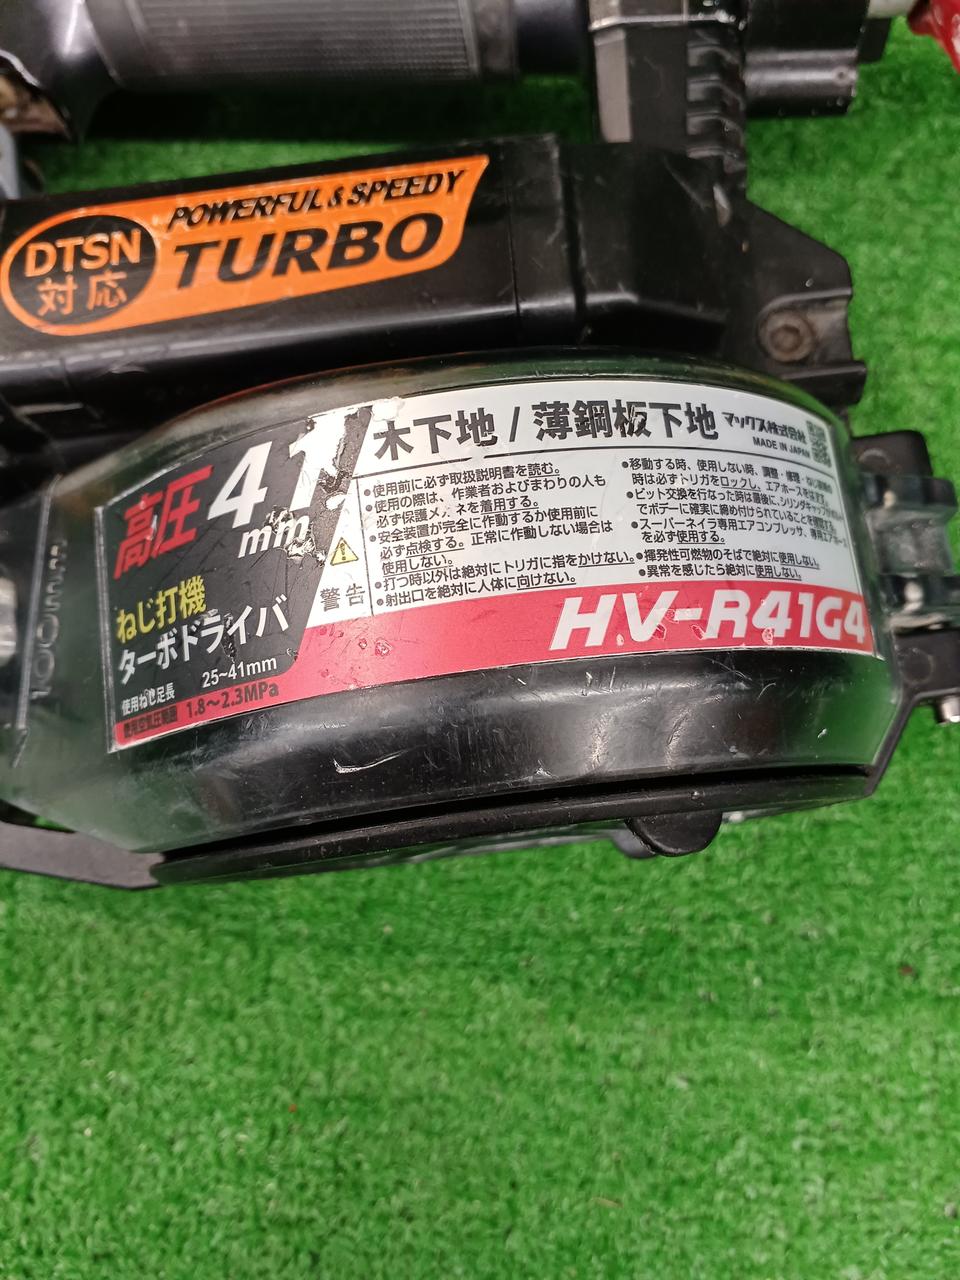 POWERFUL & SPEEDY
DTSN
対応
TURBO
木下地 / 薄鋼板下地
マックス株式会社
MADE IN JAPAN
高圧 41
mm
ねじ打機
ターボドライバ
使用ねじ足長 25~41mm
使用空気圧範囲 1.8~2.3MPa
警告
●使用前に必ず取扱説明書を読む。
●使用の際は、作業者およびまわりの人も
必ず保護メガネを着用する。
●安全装置が完全に作動するか使用前に
必ず点検する。正常に作動しない場合は
使用しない。
●打つ時以外は絶対にトリガに指をかけない。
●射出口を絶対に人体に向けない。
●移動する時、使用しない時、調整・修理・ねじ装填の
時は必ずトリガをロックし、エアホースをはずす。
●ビット交換を行なった時は最後に、シリンダキャップが
でボデーに確実に締め付けられていることを確認する。
●スーパーネイラ専用エアコンプレッサ、専用エアホース
を必ず使用する。
●揮発性可燃物のそばで絶対に使用しない。
●異常を感じたら絶対に使用しない。
HV-R41G4